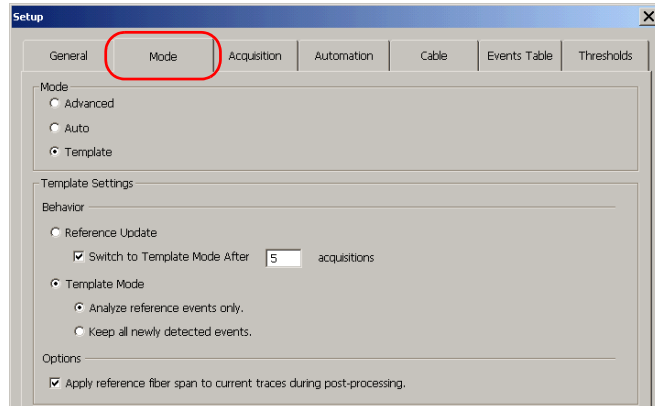 Setup
General Mode Acquisition Automation Cable Events Table Thresholds
Mode
Advanced
Auto
Template
Template Settings
Behavior
Reference Update
Switch to Template Mode After 5 acquisitions
Template Mode
Analyze reference events only.
Keep all newly detected events.
Options
Apply reference fiber span to current traces during post-processing.